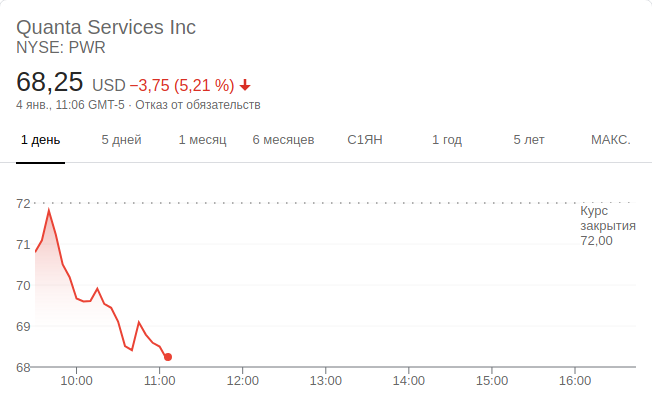 Quanta Services Inc
NYSE: PWR
68,25 USD −3,75 (5,21 %)
4 янв., 11:06 GMT-5 · Отказ от обязательств
1 день 5 дней 1 месяц 6 месяцев С1ЯН 1 год 5 лет МАКС.
72
Курс
закрытия
72,00
71
70
69
68
10:00 11:00 12:00 13:00 14:00 15:00 16:00